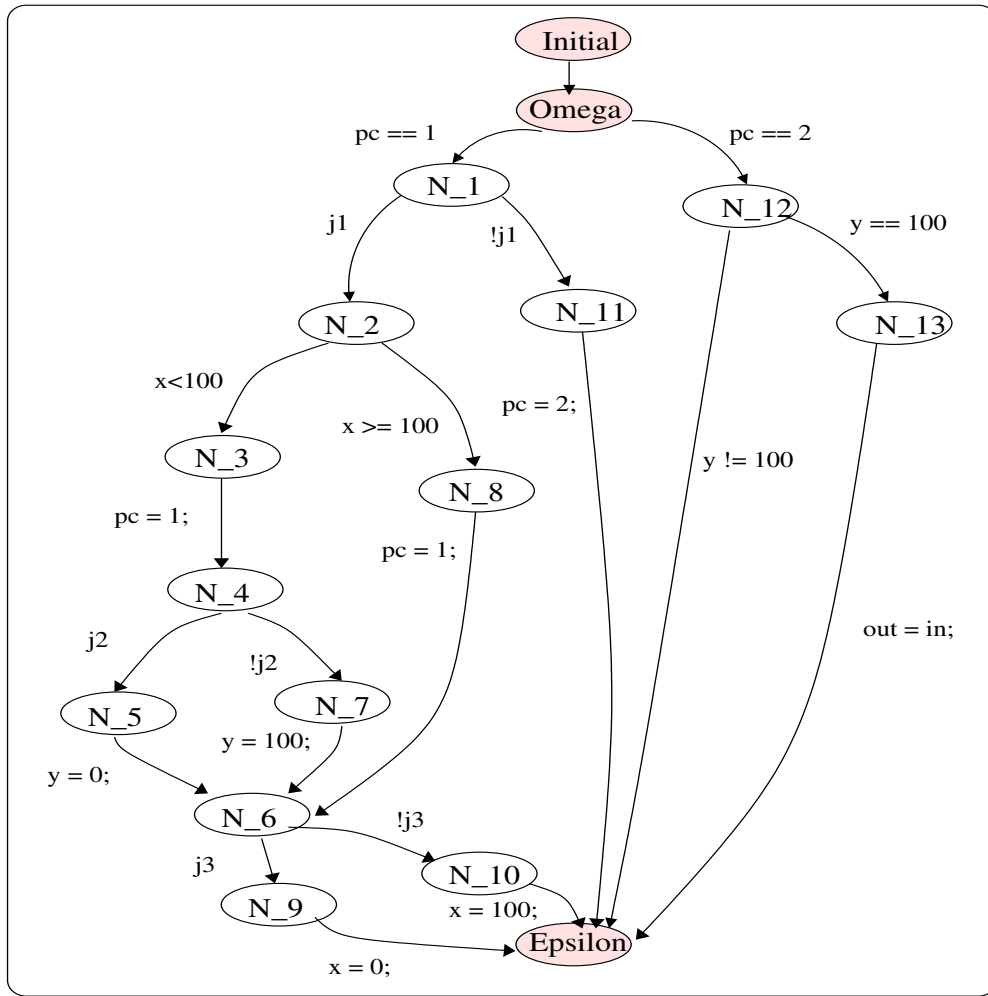 Initial
Omega
pc == 1
pc == 2
N_1
N_12
j1
!j1
y == 100
N_11
N_2
N_13
x<100
pc = 2;
x >= 100
N_3
y != 100
N_8
pc = 1;
pc = 1;
N_4
j2
!j2
out = in;
N_5
N_7
y = 100;
y = 0;
N_6
!j3
j3
N_10
N_9
x = 100;
Epsilon
x = 0;